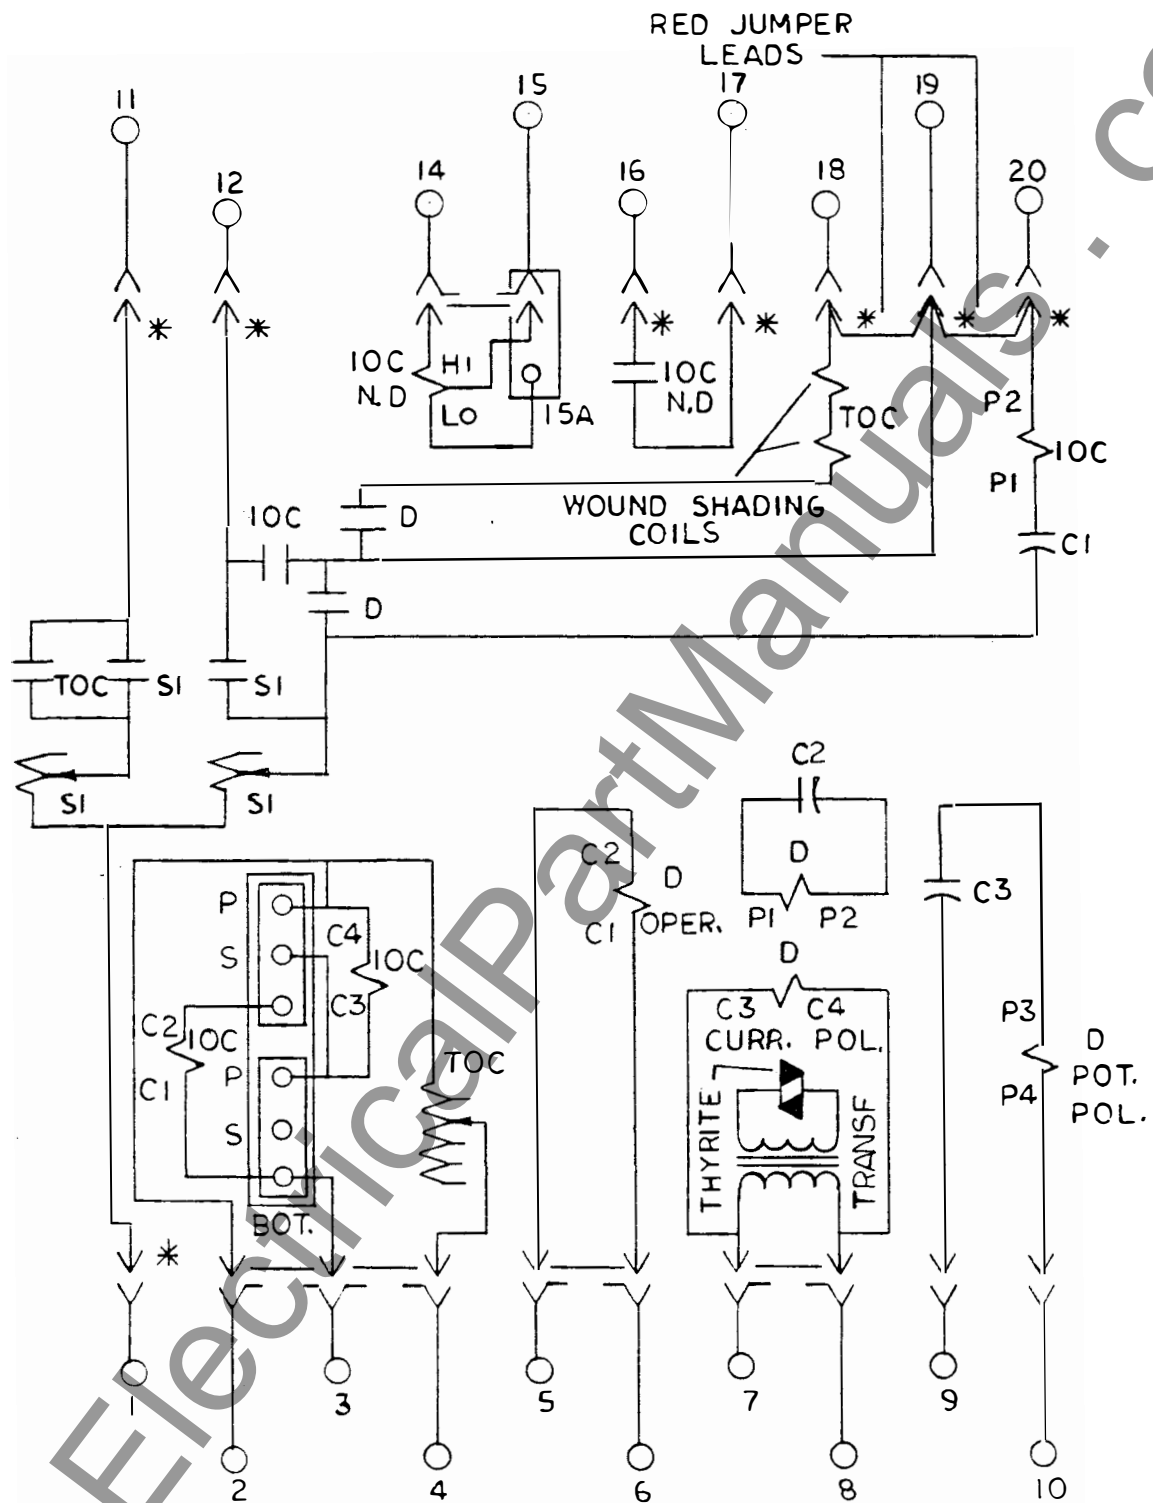 RED JUMPER
LEADS
11
12
14
15
16
17
18
19
20
*
*
*
*
*
*
*
IOC
N.D
HI
LO
15A
IOC
N.D
TOC
P2
IOC
P1
C1
WOUND SHADING
COILS
IOC
D
D
TOC
S1
S1
S1
S1
C2
D
P1
P2
C2
D
C1
OPER.
C3
P
S
C4
IOC
C3
C2
IOC
C1
P
S
BOT.
TOC
D
C3
C4
CURR. POL.
THYRITE
TRANSF
P3
D
P4
POT.
POL.
*
1
2
3
4
5
6
7
8
9
10
ElectricalPartManuals . co